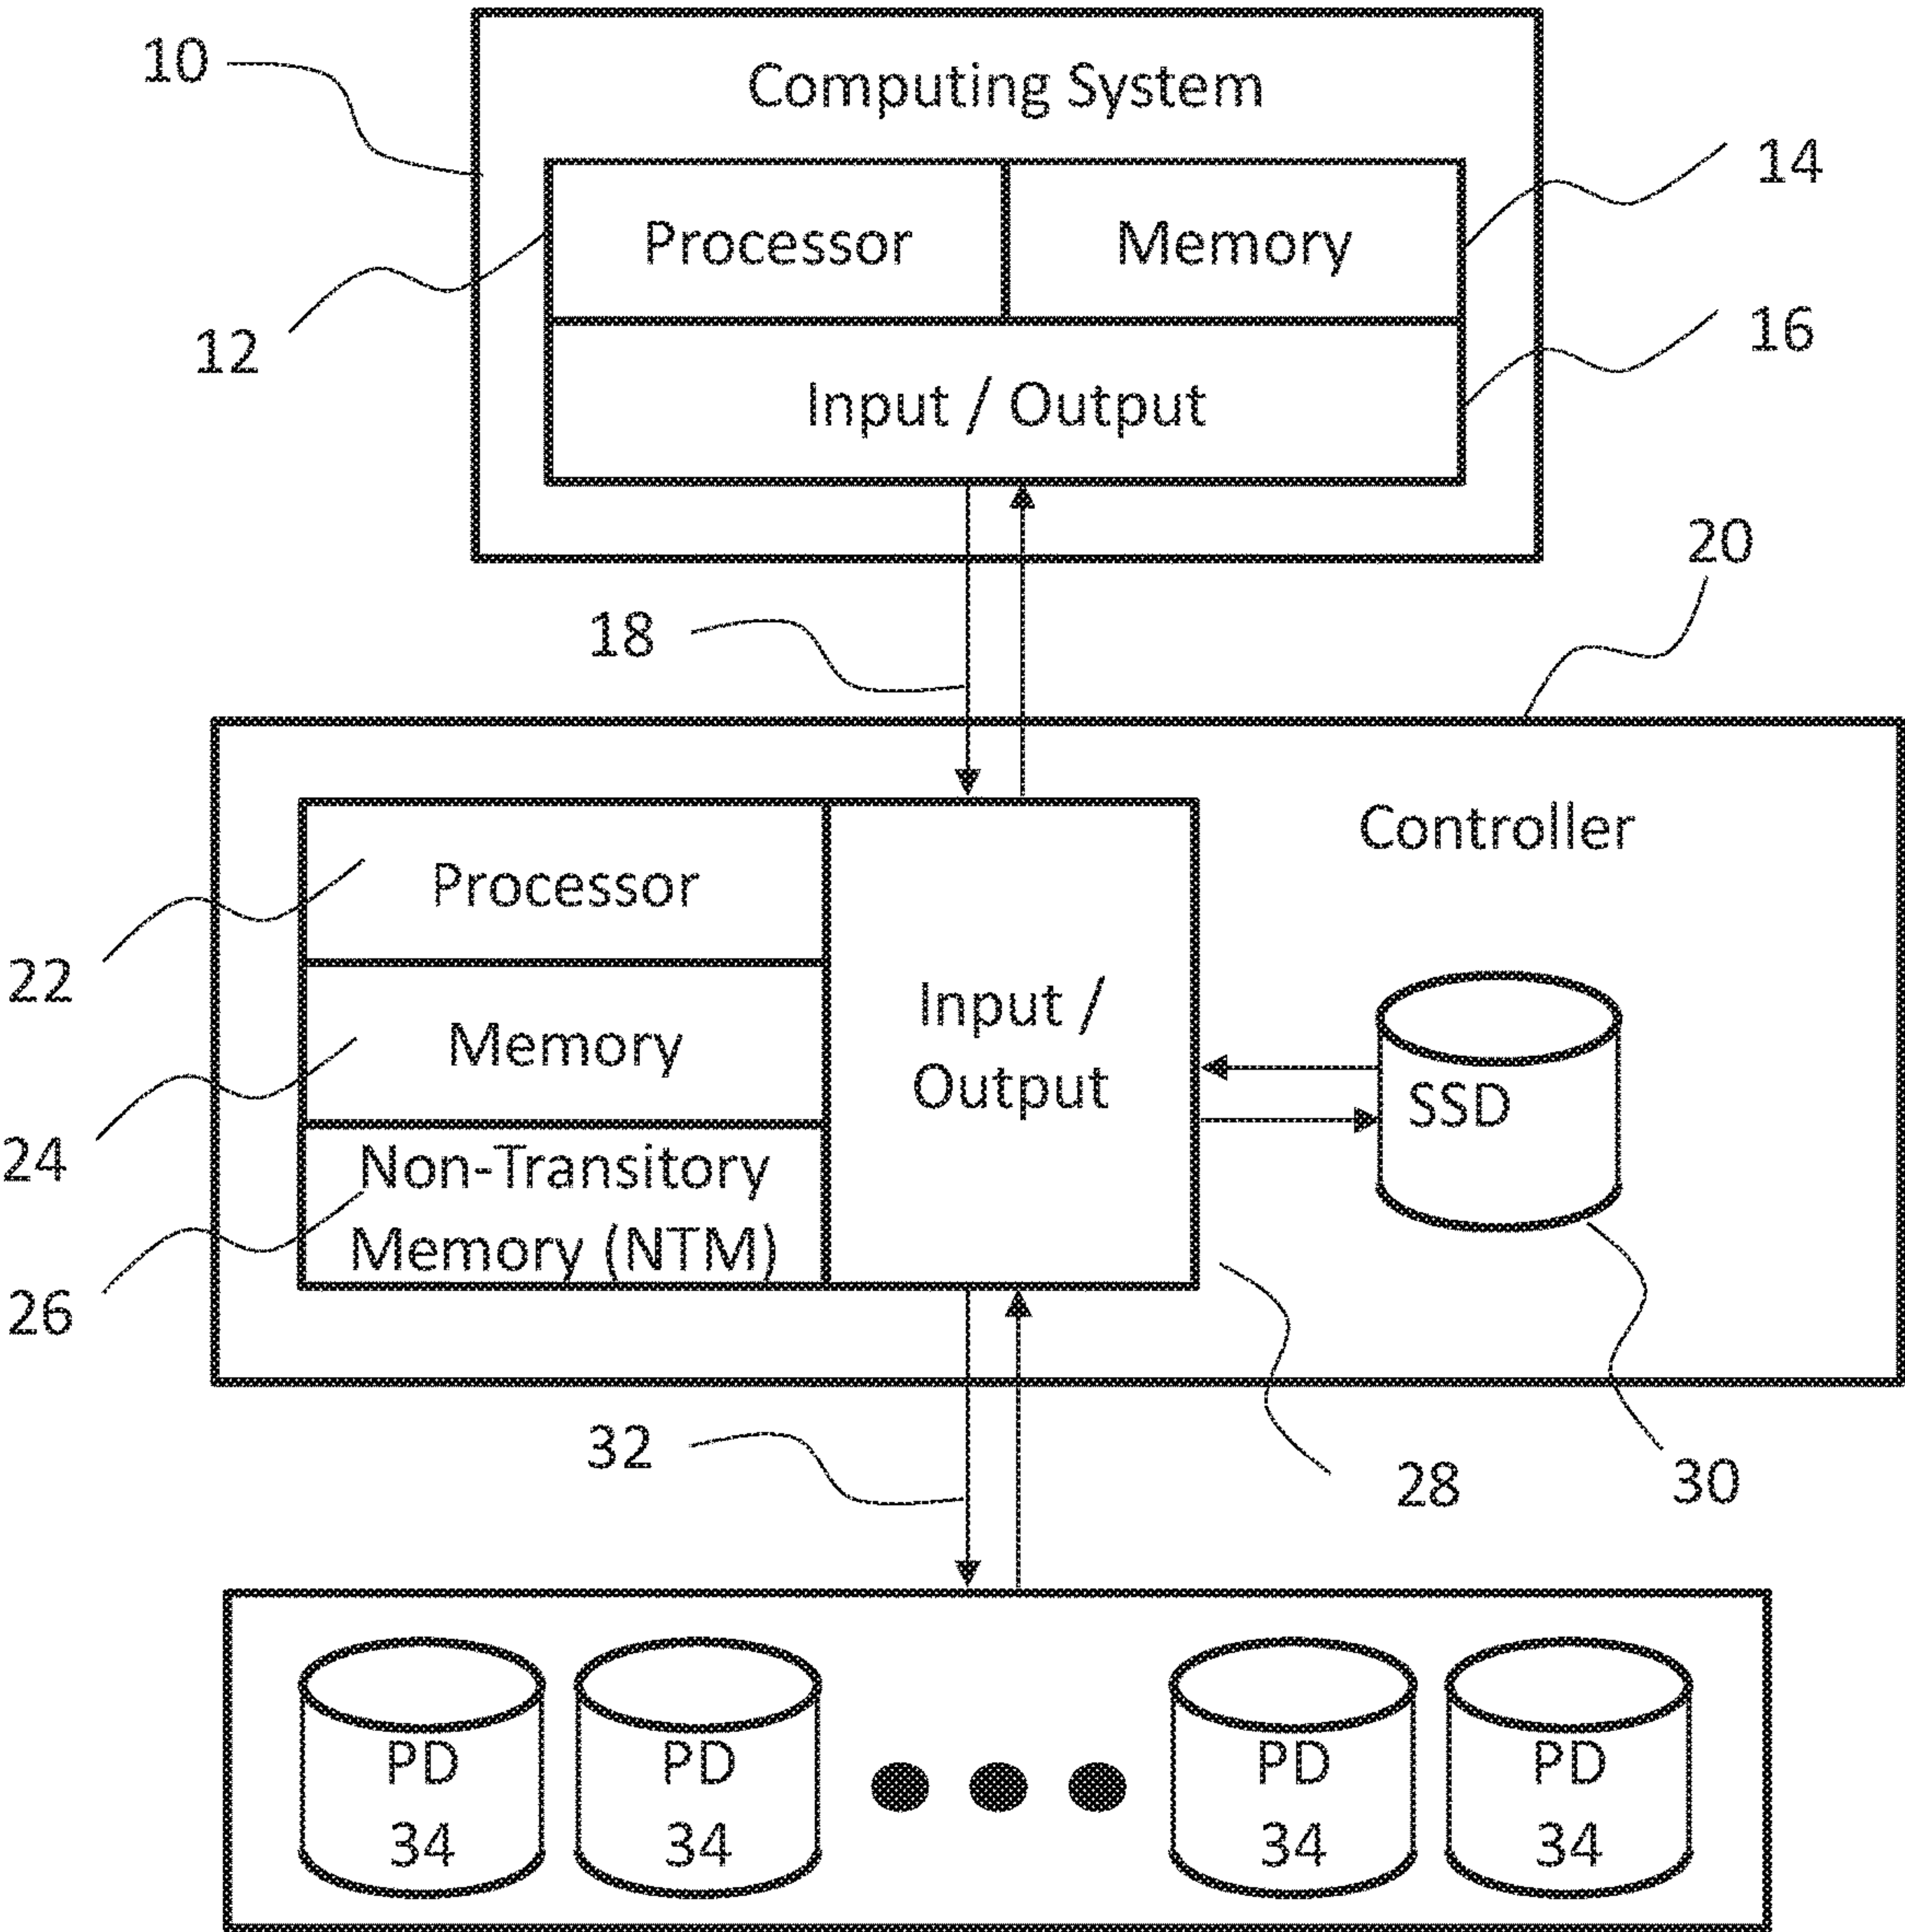 10
Computing System
14
Processor
Memory
12
16
Input / Output
20
18
Controller
Processor
22
Input /
Output
Memory
SSD
24
Non-Transitory
Memory (NTM)
26
32
28
30
PD
34
PD
34
PD
34
PD
34